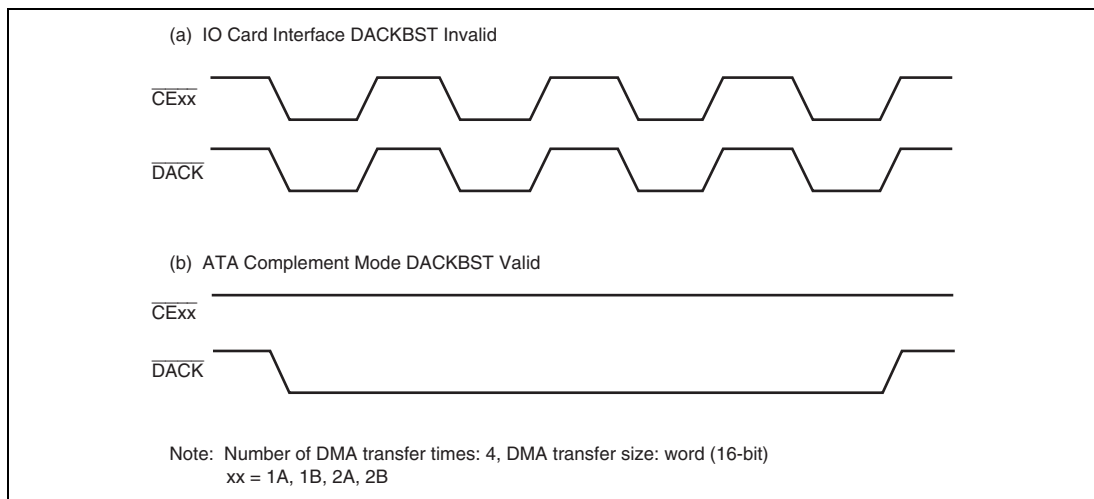 (a) IO Card Interface DACKBST Invalid
CExx
DACK
(b) ATA Complement Mode DACKBST Valid
CExx
DACK
Note: Number of DMA transfer times: 4, DMA transfer size: word (16-bit)
xx = 1A, 1B, 2A, 2B